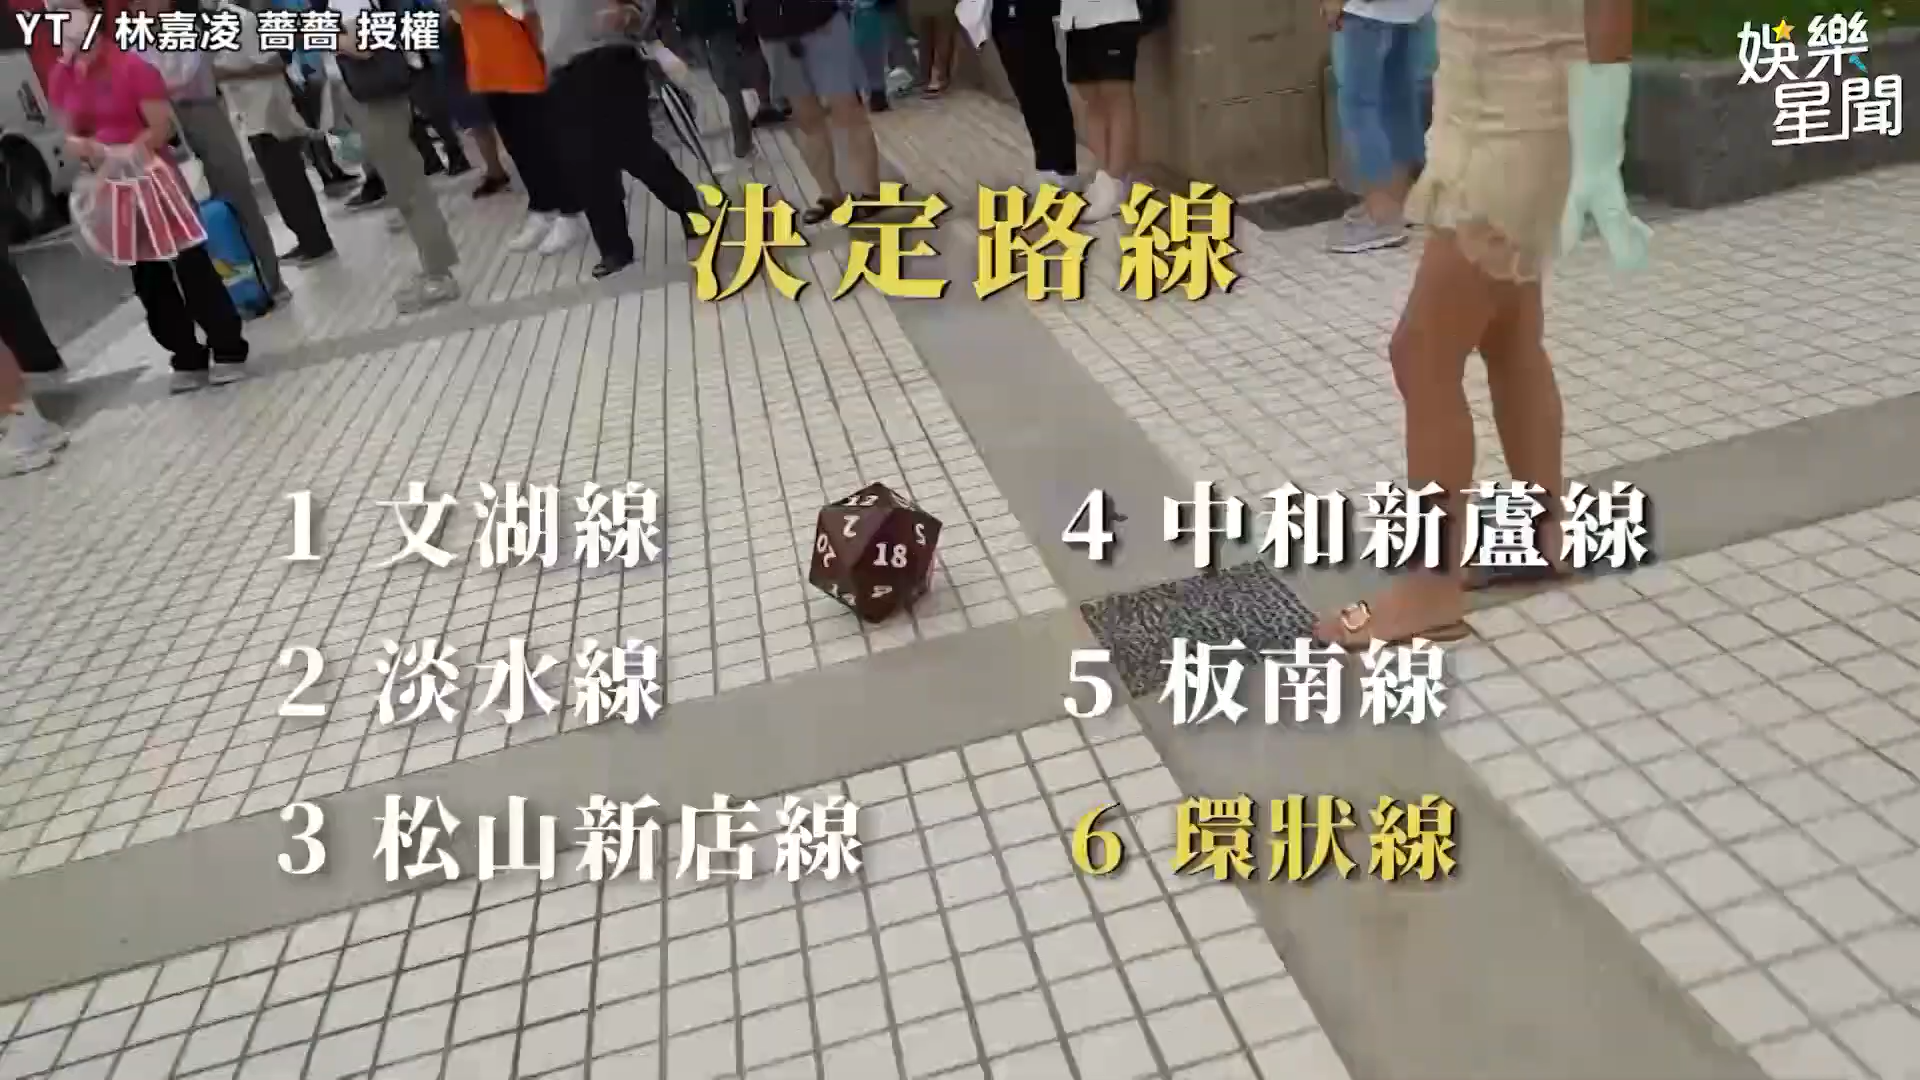 YT / 林嘉凌 薔薔 授權
娛樂
星聞
決定路線
1 文湖線
2 淡水線
3 松山新店線
4 中和新蘆線
5 板南線
6 環狀線
2
18